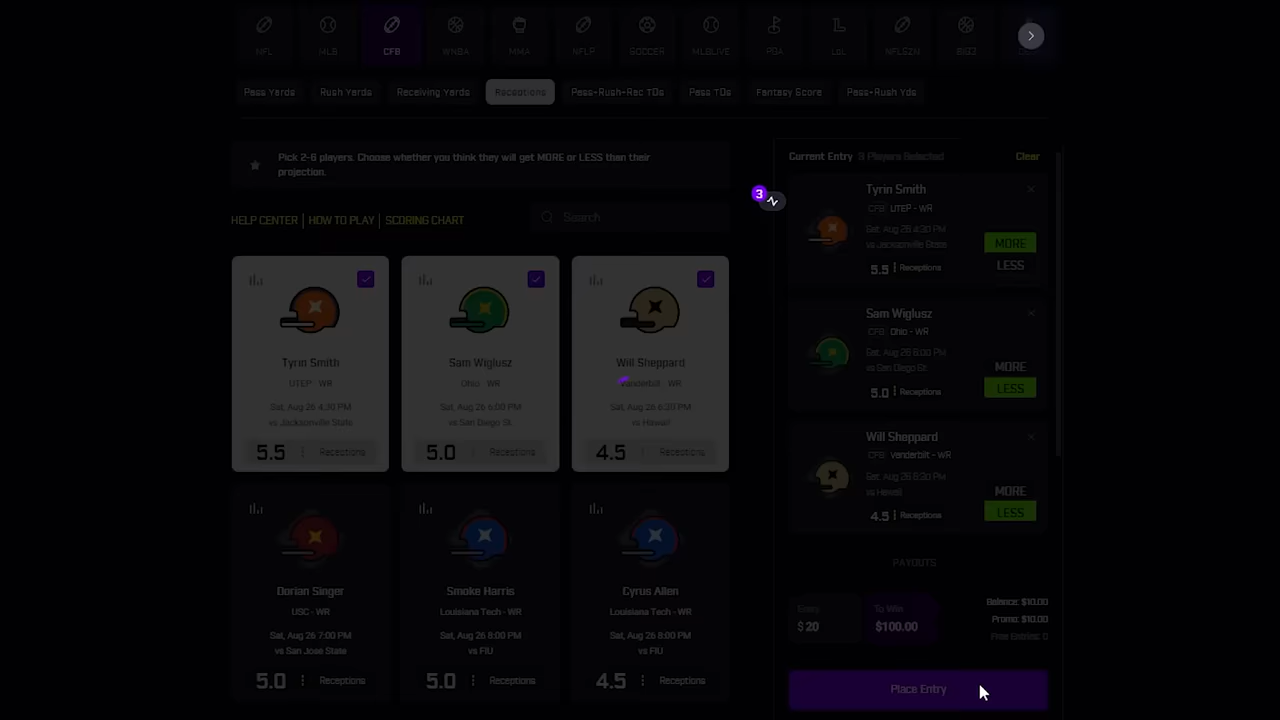 NFL MLB CFB WNBA MMA NFLP SOCCER MLBLIVE PGA LoL NFLSZN BIG3
Pass Yards Rush Yards Receiving Yards Receptions Pass+Rush+Rec TDs Pass TDs Fantasy Score Pass+Rush Yds
Pick 2-6 players. Choose whether you think they will get MORE or LESS than their
projection.
HELP CENTER | HOW TO PLAY | SCORING CHART
Search
Tyrin Smith
UTEP - WR
Sat, Aug 26 4:30 PM
vs Jacksonville State
5.5 Receptions
Sam Wiglusz
Ohio - WR
Sat, Aug 26 6:00 PM
vs San Diego St.
5.0 Receptions
Will Sheppard
Vanderbilt - WR
Sat, Aug 26 6:30 PM
vs Hawaii
4.5 Receptions
Dorian Singer
USC - WR
Sat, Aug 26 7:00 PM
vs San Jose State
5.0 Receptions
Smoke Harris
Louisiana Tech - WR
Sat, Aug 26 8:00 PM
vs FIU
5.0 Receptions
Cyrus Allen
Louisiana Tech - WR
Sat, Aug 26 8:00 PM
vs FIU
4.5 Receptions
Current Entry 3 Players Selected Clear
3
Tyrin Smith
CFB UTEP - WR
Sat, Aug 26 4:30 PM
vs Jacksonville State
5.5 Receptions
MORE
LESS
Sam Wiglusz
CFB Ohio - WR
Sat, Aug 26 6:00 PM
vs San Diego St.
5.0 Receptions
MORE
LESS
Will Sheppard
CFB Vanderbilt - WR
Sat, Aug 26 6:30 PM
vs Hawaii
4.5 Receptions
MORE
LESS
PAYOUTS
Entry
$ 20
To Win
$100.00
Balance: $10.00
Promo: $10.00
Free Entries: 0
Place Entry